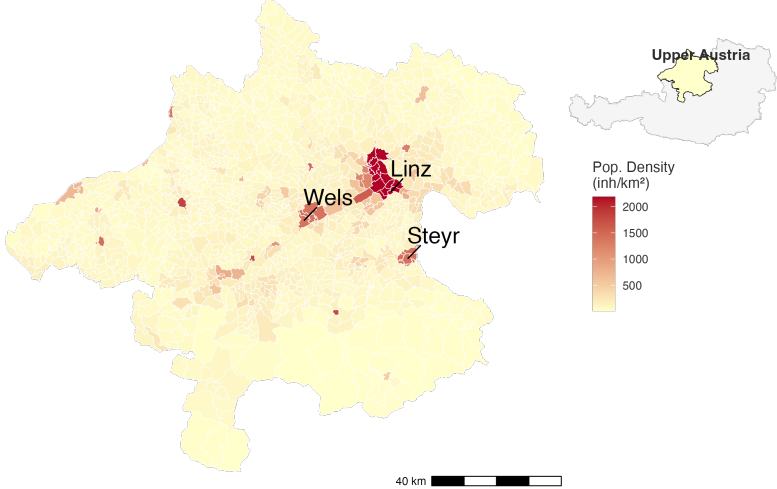 Upper Austria
Linz
Wels
Steyr
Pop. Density
(inh/km²)
2000
1500
1000
500
40 km